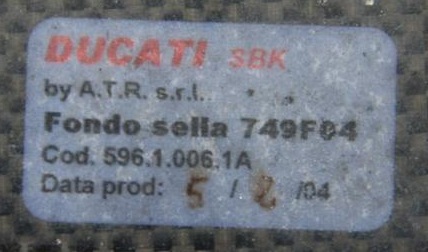 DUCATI SBK
by A.T.R. s.r.l.
Fondo sella 749F04
Cod. 596.1.006.1A
Data prod: 5 / 2 /04